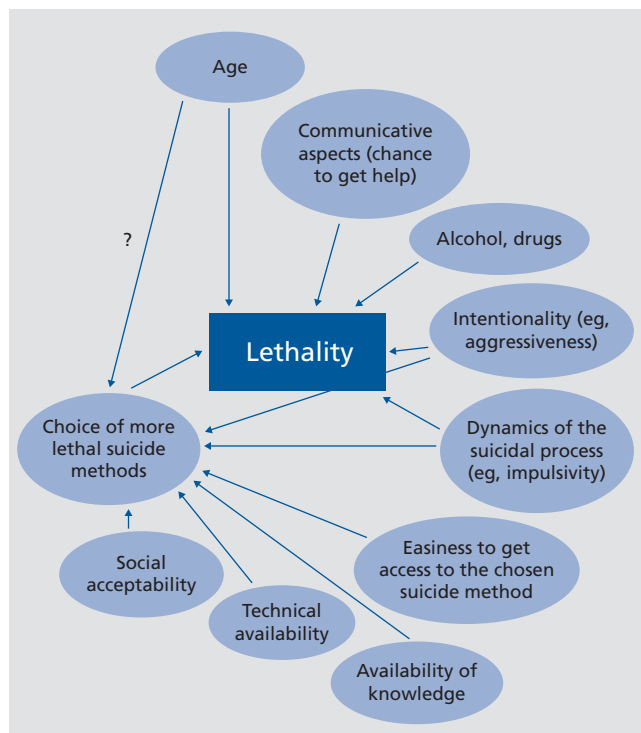 Age
Communicative
aspects (chance
to get help)
?
Alcohol, drugs
Intentionality (eg,
aggressiveness)
Lethality
Choice of more
lethal suicide
methods
Dynamics of the
suicidal process
(eg, impulsivity)
Easiness to get
access to the chosen
suicide method
Social
acceptability
Technical
availability
Availability of
knowledge